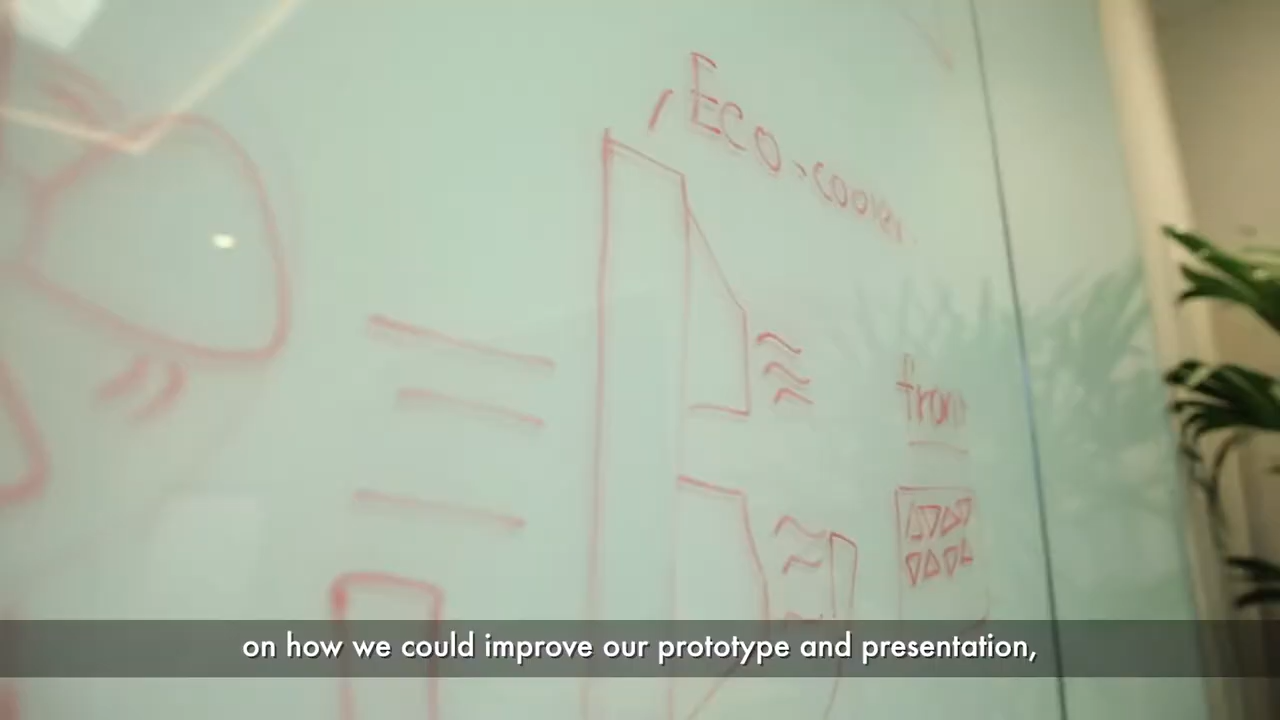 Eco-cooler
front
on how we could improve our prototype and presentation,